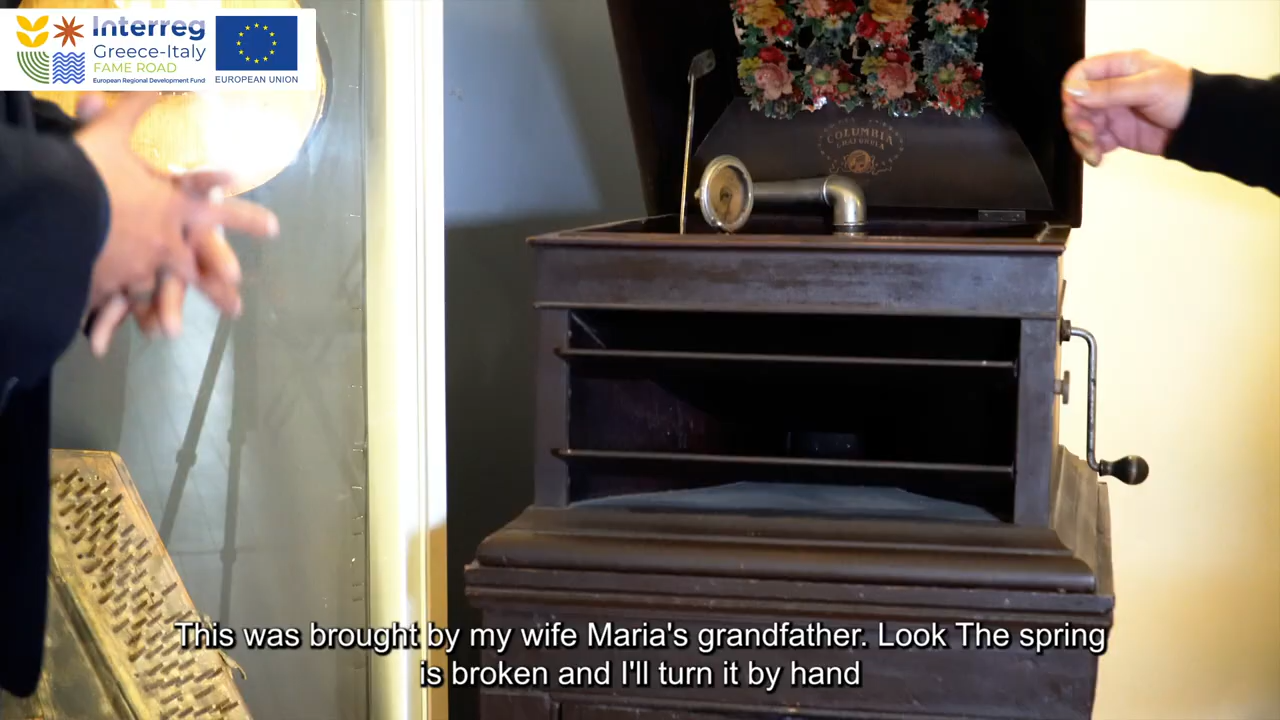 Interreg
Greece-Italy
FAME ROAD
European Regional Development Fund
EUROPEAN UNION
COLUMBIA
GRAFONOLA
This was brought by my wife Maria's grandfather. Look The spring
is broken and I'll turn it by hand